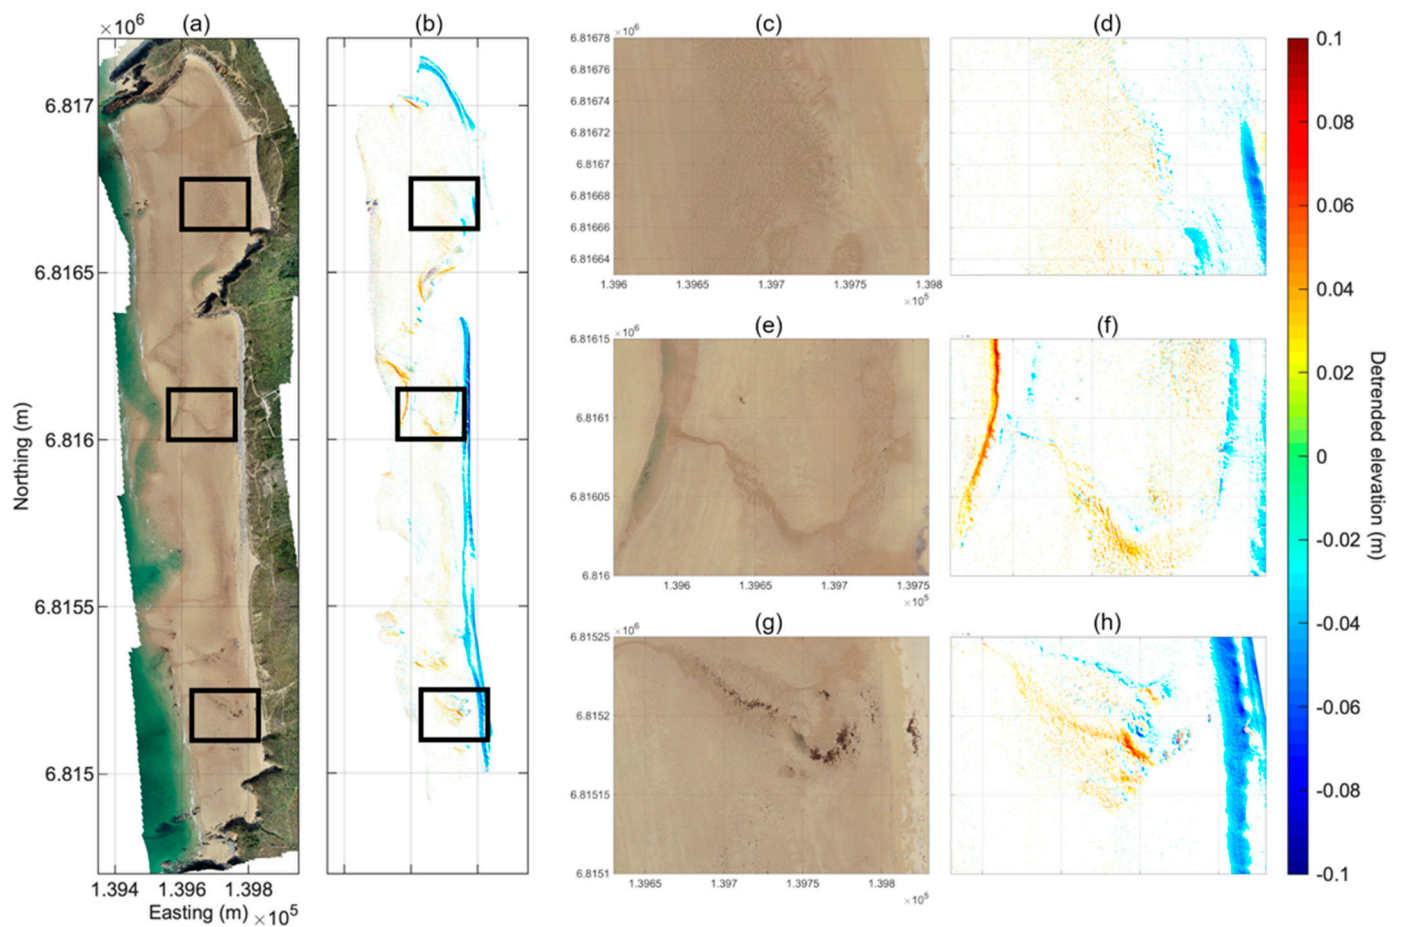 ×10⁶ (a)
(b)
(c)
(d)
6.817
6.8165
6.816
6.8155
6.815
Northing (m)
1.394 1.396 1.398
Easting (m) ×10⁵
×10⁶
6.81678
6.81676
6.81674
6.81672
6.8167
6.81668
6.81666
6.81664
1.396 1.3965 1.397 1.3975 1.398
×10⁵
(e)
(f)
×10⁶
6.81615
6.8161
6.81605
6.816
1.396 1.3965 1.397 1.3975
×10⁵
(g)
(h)
×10⁶
6.81525
6.8152
6.81515
6.8151
1.3965 1.397 1.3975 1.398
×10⁵
0.1
0.08
0.06
0.04
0.02
0
-0.02
-0.04
-0.06
-0.08
-0.1
Detrended elevation (m)